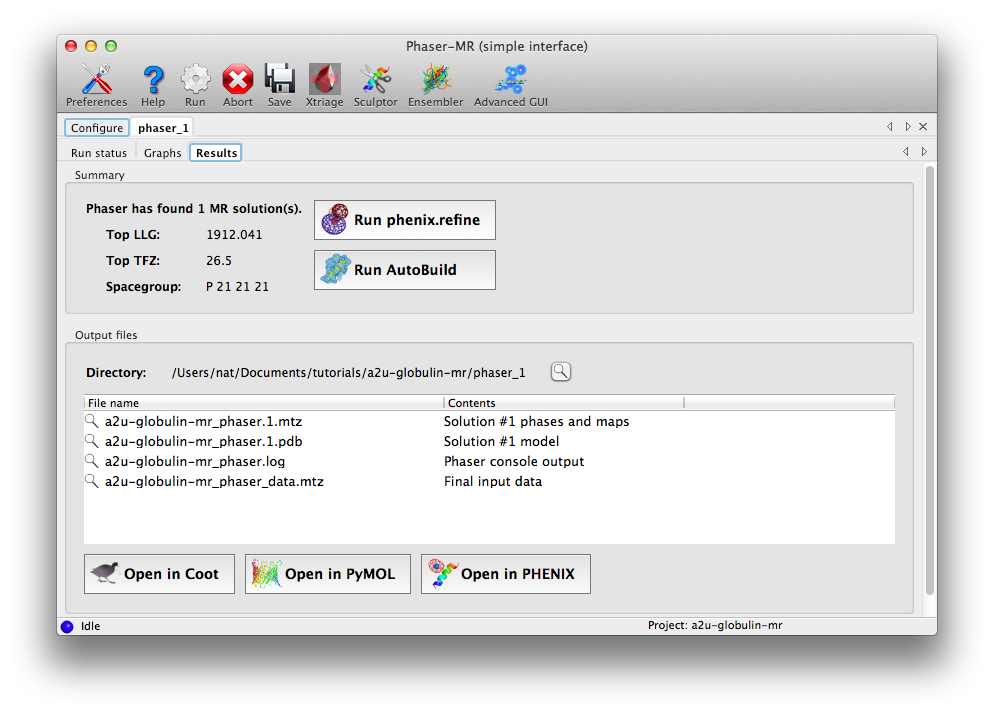 Phaser-MR (simple interface)
Preferences Help Run Abort Save Xtriage Sculptor Ensembler Advanced GUI
Configure phaser_1
Run status Graphs Results
Summary
Phaser has found 1 MR solution(s).
Run phenix.refine
Top LLG: 1912.041
Top TFZ: 26.5
Run AutoBuild
Spacegroup: P 21 21 21
Output files
Directory: /Users/nat/Documents/tutorials/a2u-globulin-mr/phaser_1
File name Contents
a2u-globulin-mr_phaser.1.mtz Solution #1 phases and maps
a2u-globulin-mr_phaser.1.pdb Solution #1 model
a2u-globulin-mr_phaser.log Phaser console output
a2u-globulin-mr_phaser_data.mtz Final input data
Open in Coot Open in PyMOL Open in PHENIX
Idle Project: a2u-globulin-mr